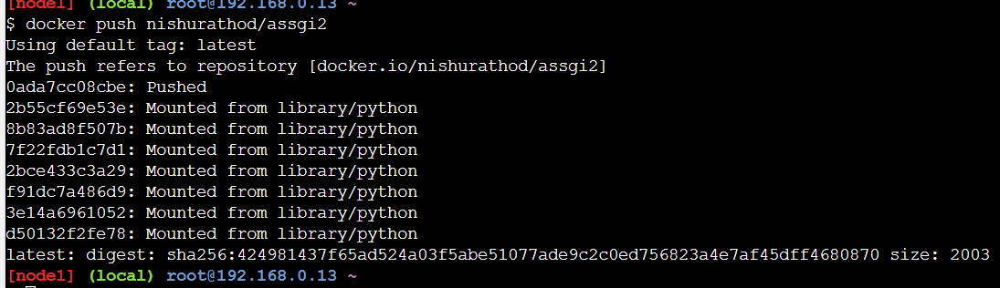 [node1] (local) root@192.168.0.13 ~
$ docker push nishurathod/assgi2
Using default tag: latest
The push refers to repository [docker.io/nishurathod/assgi2]
0ada7cc08cbe: Pushed
2b55cf69e53e: Mounted from library/python
8b83ad8f507b: Mounted from library/python
7f22fdb1c7d1: Mounted from library/python
2bce433c3a29: Mounted from library/python
f91dc7a486d9: Mounted from library/python
3e14a6961052: Mounted from library/python
d50132f2fe78: Mounted from library/python
latest: digest: sha256:424981437f65ad524a03f5abe51077ade9c2c0ed756823a4e7af45dff4680870 size: 2003
[node1] (local) root@192.168.0.13 ~